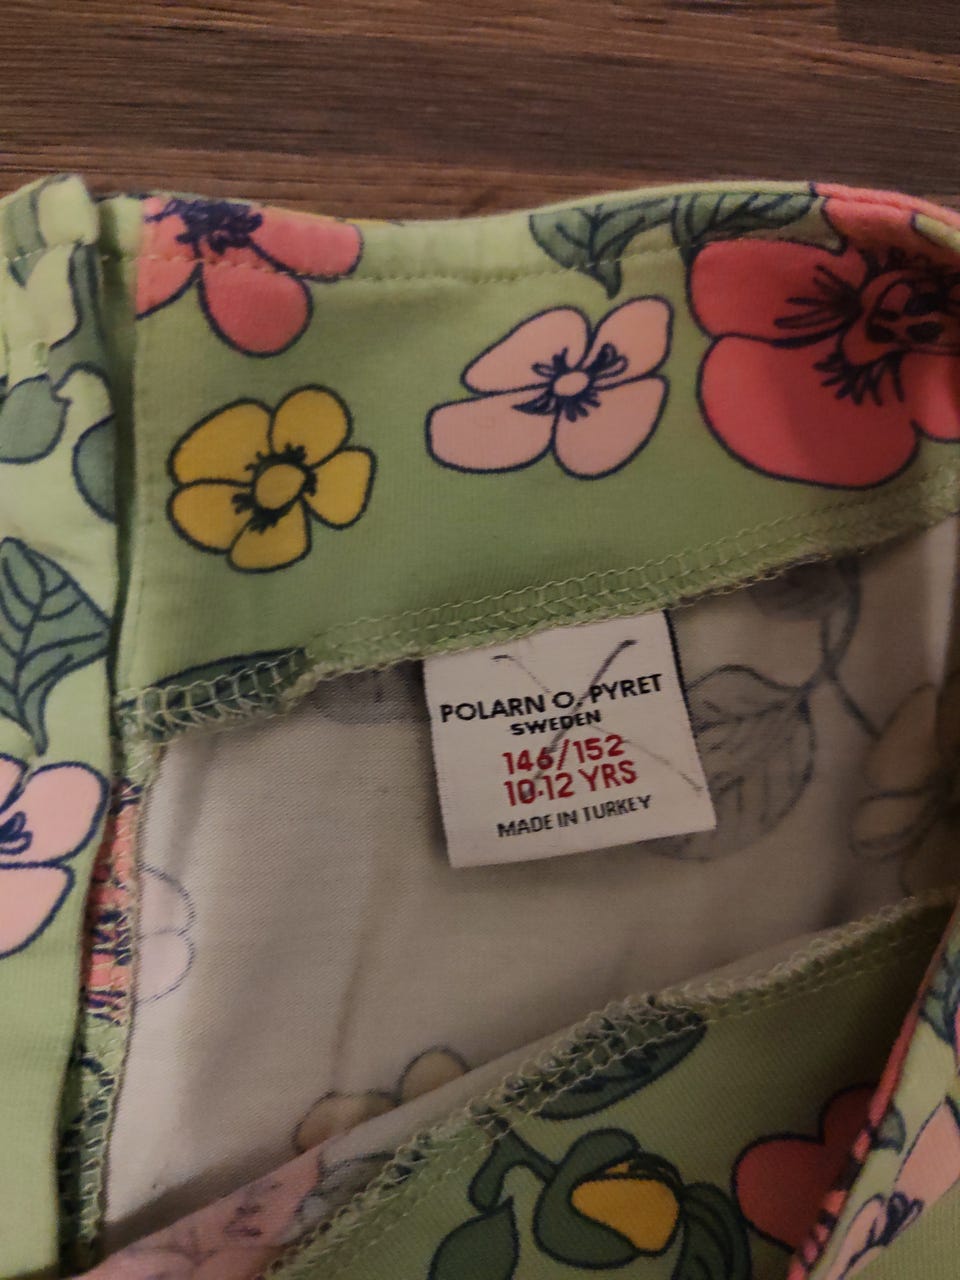 POLARN O. PYRET
SWEDEN
146/152
10-12 YRS
MADE IN TURKEY